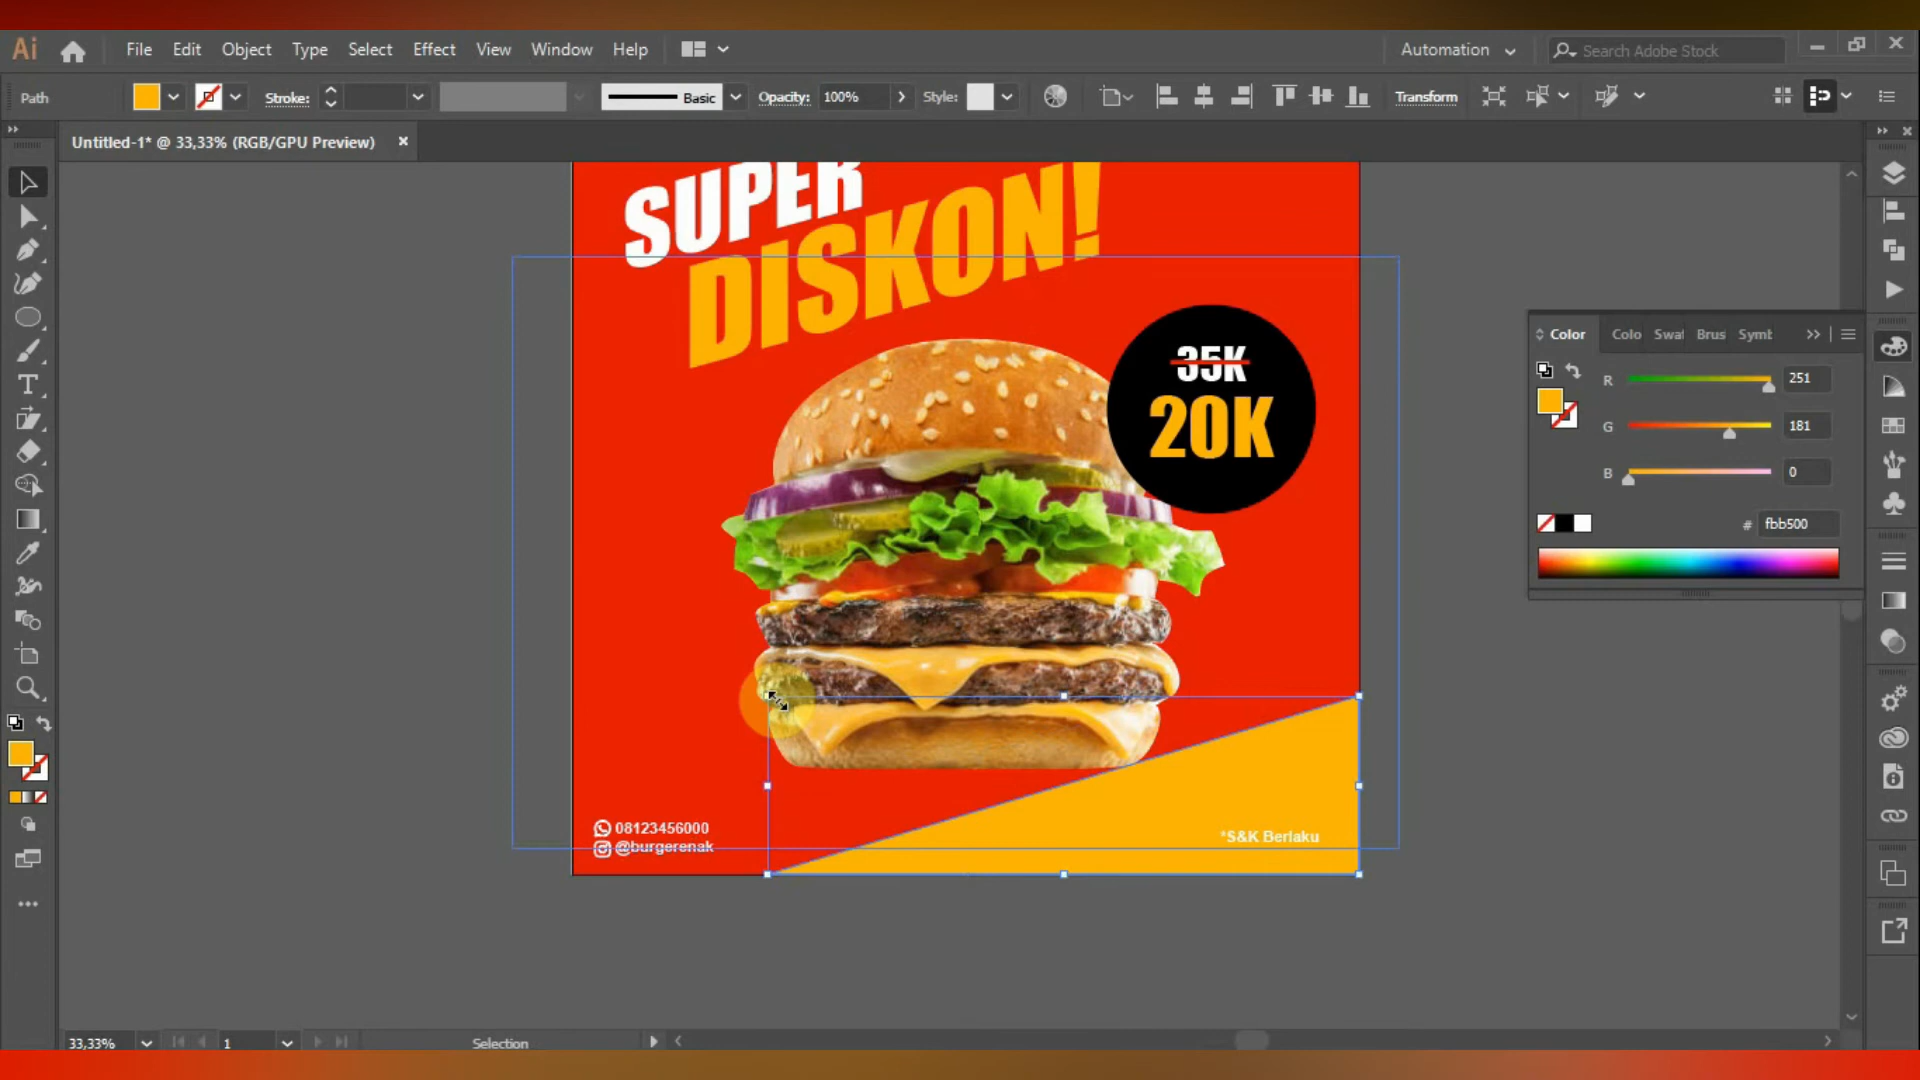 Ai File Edit Object Type Select Effect View Window Help Automation Search Adobe Stock
Path Stroke: Basic Opacity: 100% Style: Transform
Untitled-1* @ 33,33% (RGB/GPU Preview)
SUPER
DISKON!
35K
20K
08123456000
@burgerenak
*S&K Berlaku
Color Colo Swat Brus Symt
R 251
G 181
B 0
# fbb500
T
33,33% 1 Selection